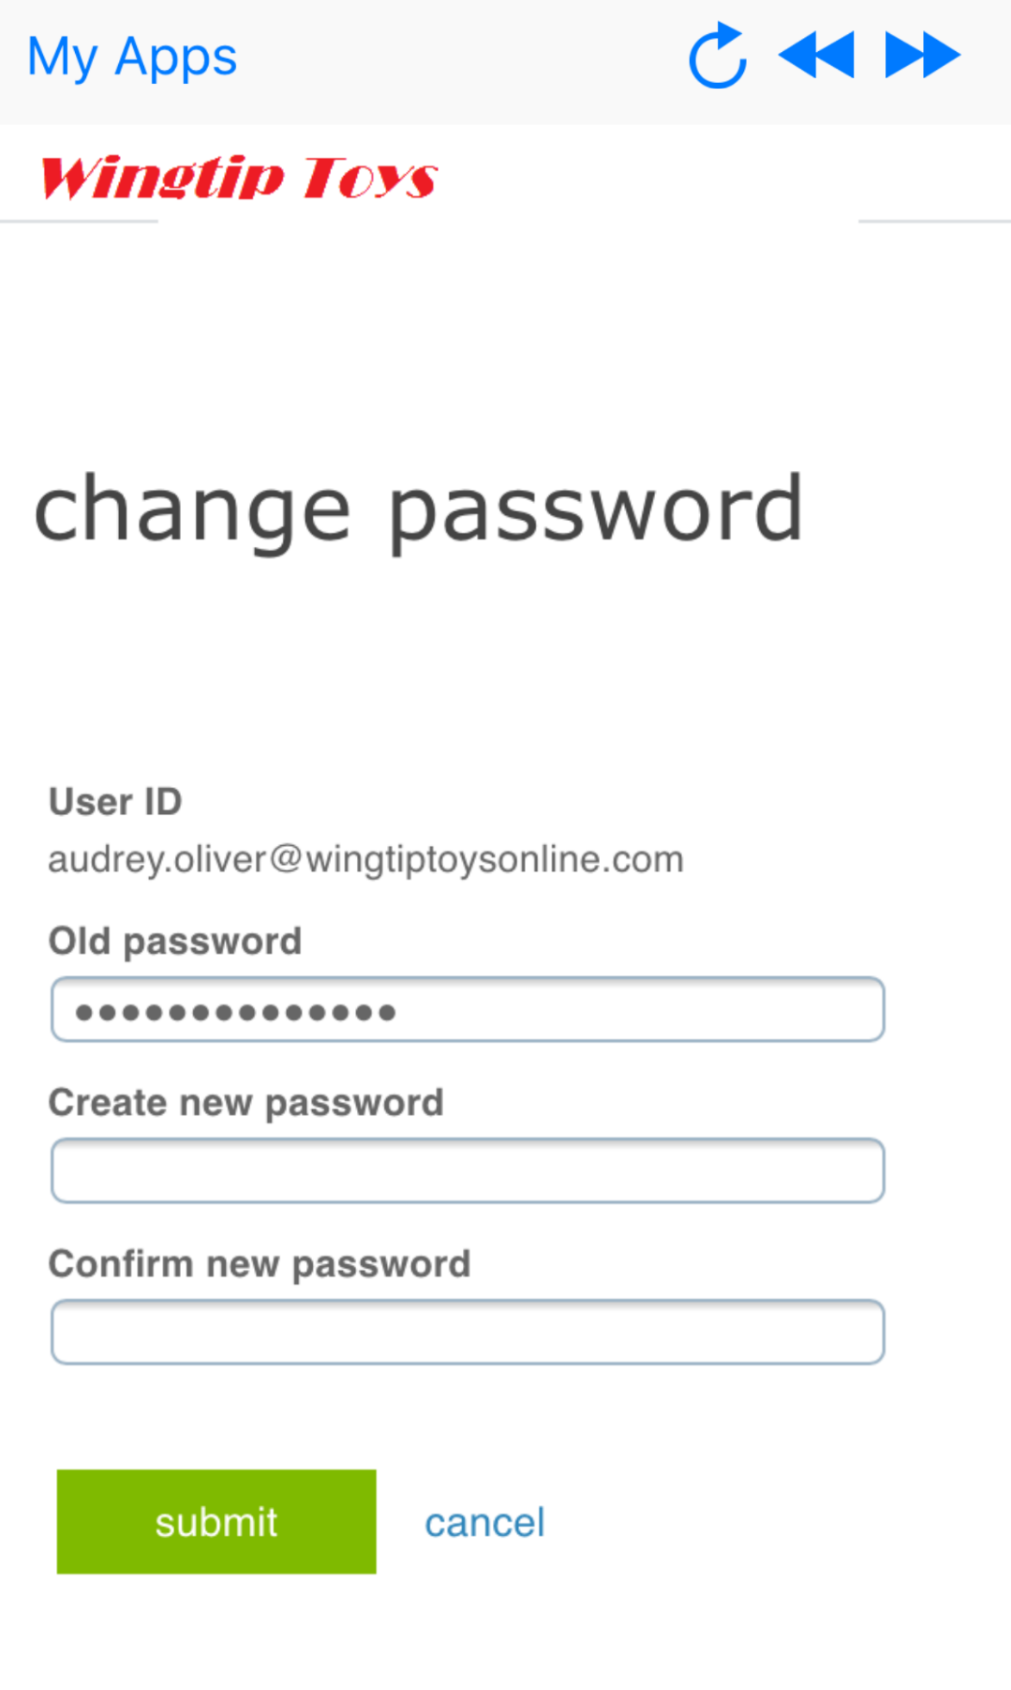 My Apps
Wingtip Toys
change password
User ID
audrey.oliver@wingtiptoysonline.com
Old password
●●●●●●●●●●●●●●
Create new password
Confirm new password
submit cancel